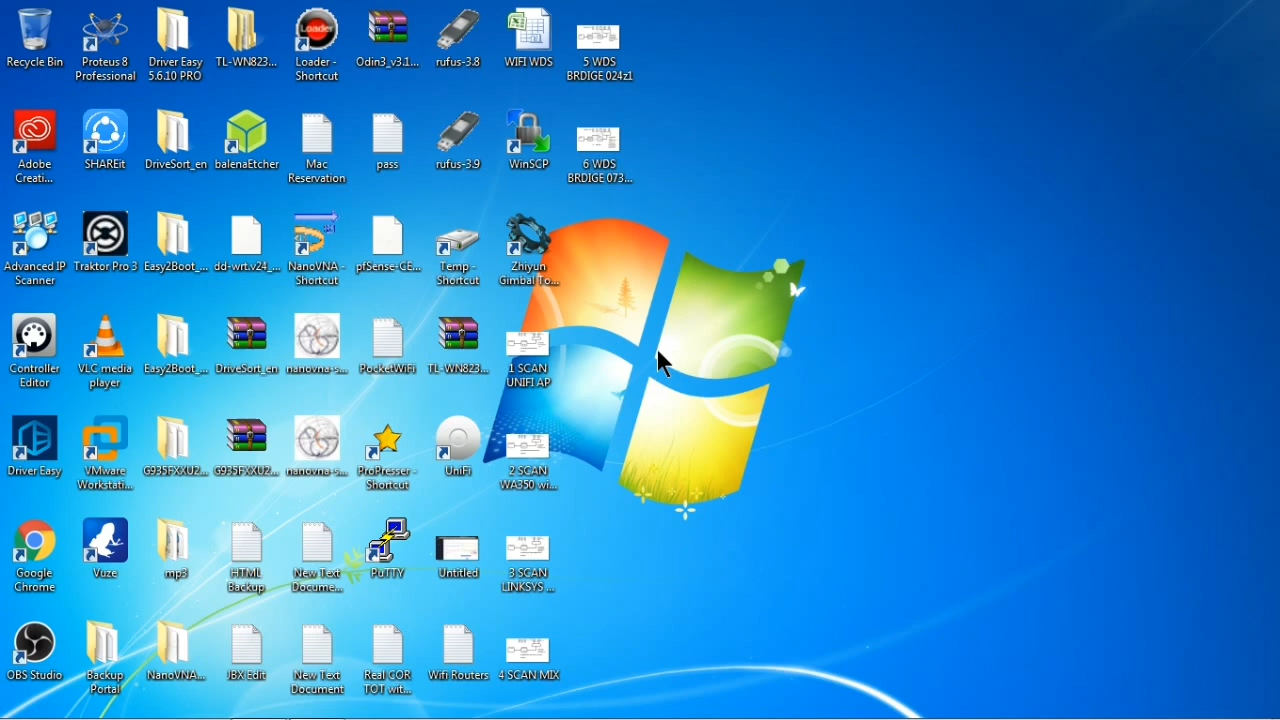 Recycle Bin
Proteus 8
Professional
Driver Easy
5.6.10 PRO
TL-WN823...
Loader
Loader -
Shortcut
Odin3_v3.1...
rufus-3.8
WIFI WDS
5 WDS
BRDIGE 024z1
Adobe
Creati...
SHAREit
DriveSort_en
balenaEtcher
Mac
Reservation
pass
rufus-3.9
WinSCP
6 WDS
BRDIGE 073...
Advanced IP
Scanner
Traktor Pro 3
Easy2Boot_...
dd-wrt.v24_...
NanoVNA -
Shortcut
pfSense-CE...
Temp -
Shortcut
Zhiyun
Gimbal To...
Controller
Editor
VLC media
player
Easy2Boot_...
DriveSort_en
nanovna-s...
PocketWiFi
TL-WN823...
1 SCAN
UNIFI AP
Driver Easy
VMware
Workstati...
G935FXXU2...
G935FXXU2...
nanovna-s...
ProPresser -
Shortcut
UniFi
2 SCAN
WA350 wi...
Google
Chrome
Vuze
mp3
HTML
Backup
New Text
Docume...
PuTTY
Untitled
3 SCAN
LINKSYS ...
OBS Studio
Backup
Portal
NanoVNA...
JBX Edit
New Text
Document
Real COR
TOT wit...
Wifi Routers
4 SCAN MIX